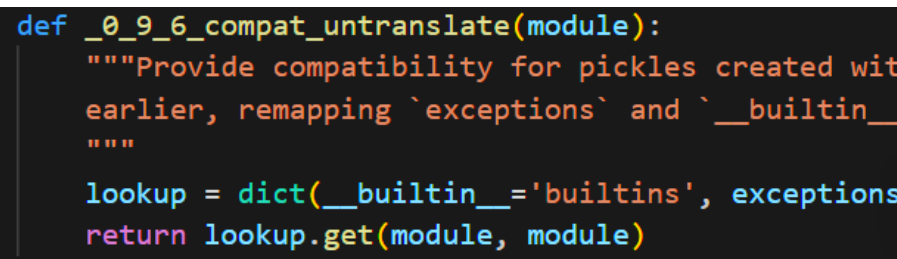 def _0_9_6_compat_untranslate(module):
    """Provide compatibility for pickles created wit
    earlier, remapping `exceptions` and `__builtin__
    """
    lookup = dict(__builtin__='builtins', exceptions
    return lookup.get(module, module)